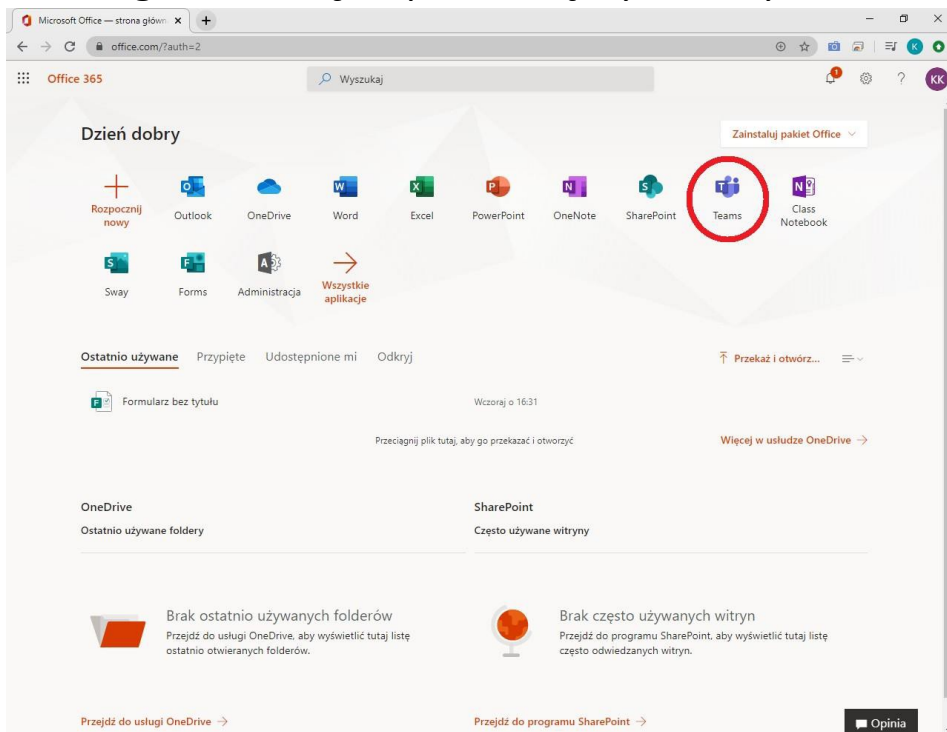 Microsoft Office — strona główn
office.com/?auth=2
K
Office 365
Wyszukaj
1
?
KK
Dzień dobry
Zainstaluj pakiet Office
Rozpocznij
nowy
Outlook
OneDrive
Word
Excel
PowerPoint
OneNote
SharePoint
Teams
Class
Notebook
Sway
Forms
Administracja
Wszystkie
aplikacje
Ostatnio używane Przypięte Udostępnione mi Odkryj
Przekaż i otwórz...
Formularz bez tytułu
Wczoraj o 16:31
Przeciągnij plik tutaj, aby go przekazać i otworzyć
Więcej w usłudze OneDrive
OneDrive
Ostatnio używane foldery
SharePoint
Często używane witryny
Brak ostatnio używanych folderów
Przejdź do usługi OneDrive, aby wyświetlić tutaj listę
ostatnio otwieranych folderów.
Brak często używanych witryn
Przejdź do programu SharePoint, aby wyświetlić tutaj listę
często odwiedzanych witryn.
Przejdź do usługi OneDrive
Przejdź do programu SharePoint
Opinia